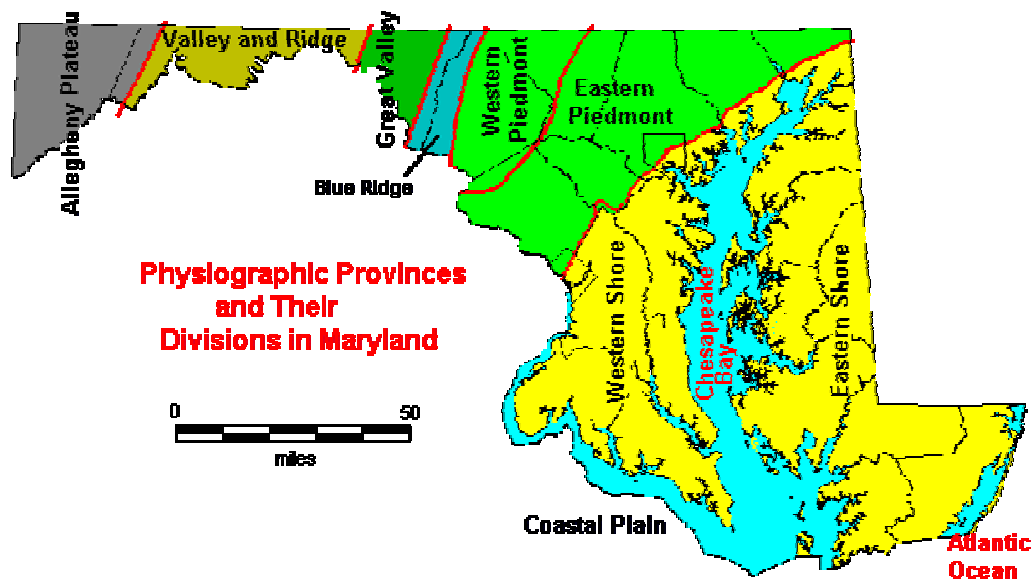 Allegheny Plateau
Valley and Ridge
Great Valley
Blue Ridge
Western
Piedmont
Eastern
Piedmont
Physiographic Provinces
and Their
Divisions in Maryland
0 50
miles
Western Shore
Chesapeake
Bay
Eastern Shore
Coastal Plain
Atlantic
Ocean